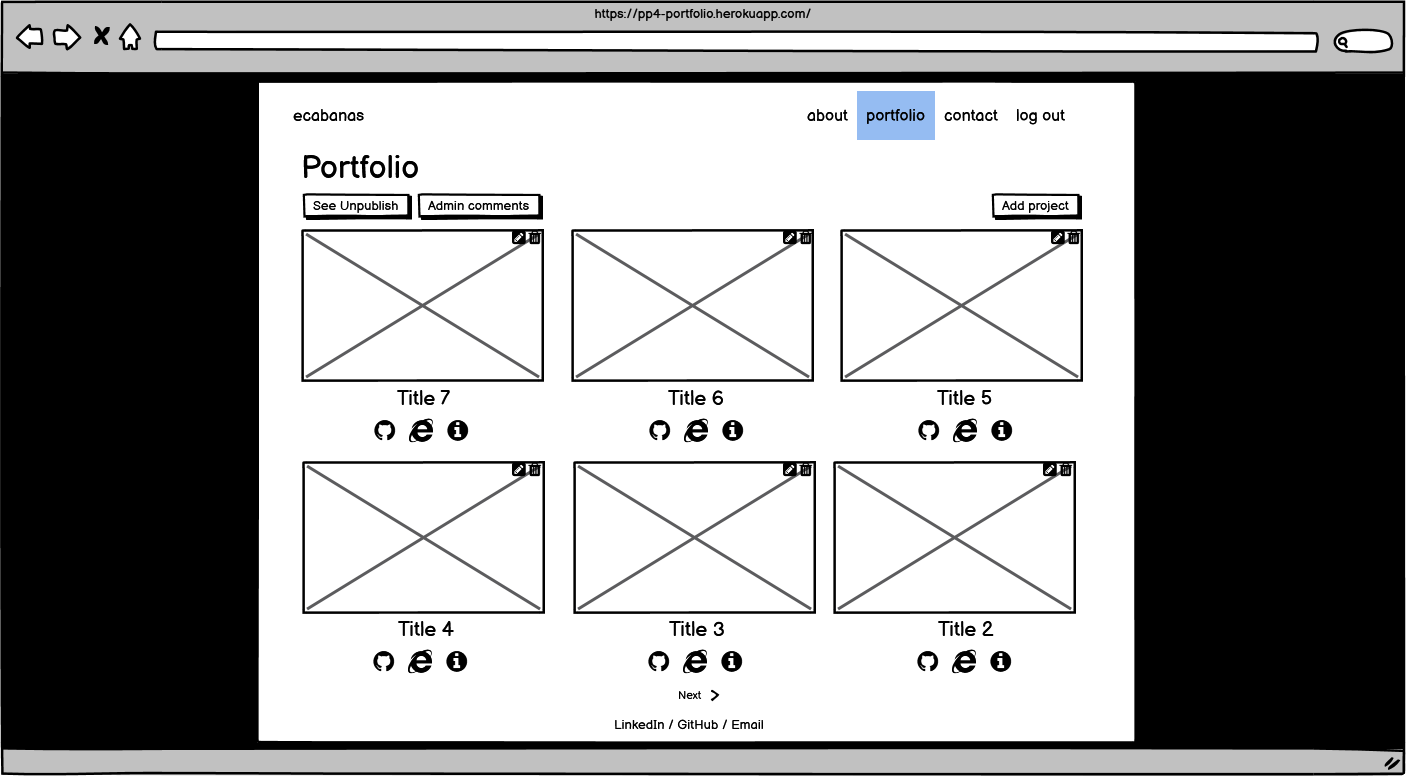 https://pp4-portfolio.herokuapp.com/
ecabanas about portfolio contact log out
Portfolio
See Unpublish Admin comments Add project
Title 7 Title 6 Title 5
Title 4 Title 3 Title 2
Next
LinkedIn / GitHub / Email